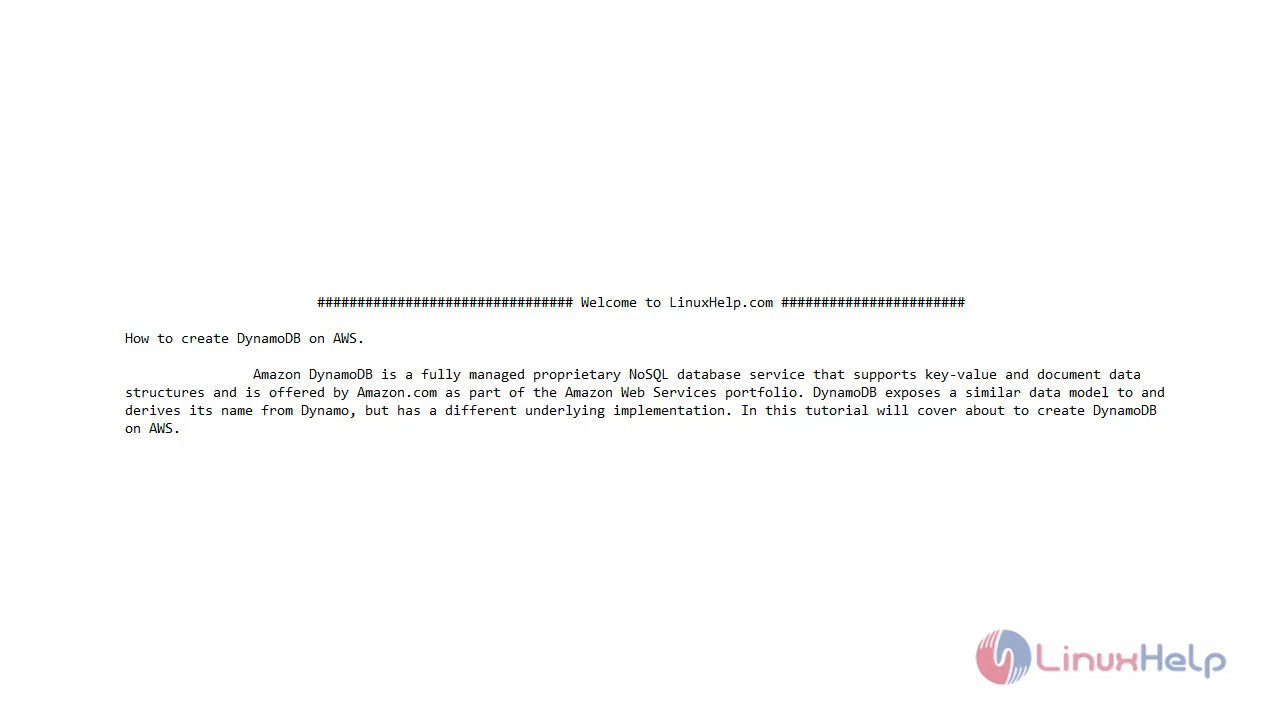 ################################ Welcome to LinuxHelp.com #######################
How to create DynamoDB on AWS.
Amazon DynamoDB is a fully managed proprietary NoSQL database service that supports key-value and document data
structures and is offered by Amazon.com as part of the Amazon Web Services portfolio. DynamoDB exposes a similar data model to and
derives its name from Dynamo, but has a different underlying implementation. In this tutorial will cover about to create DynamoDB
on AWS.
LinuxHelp